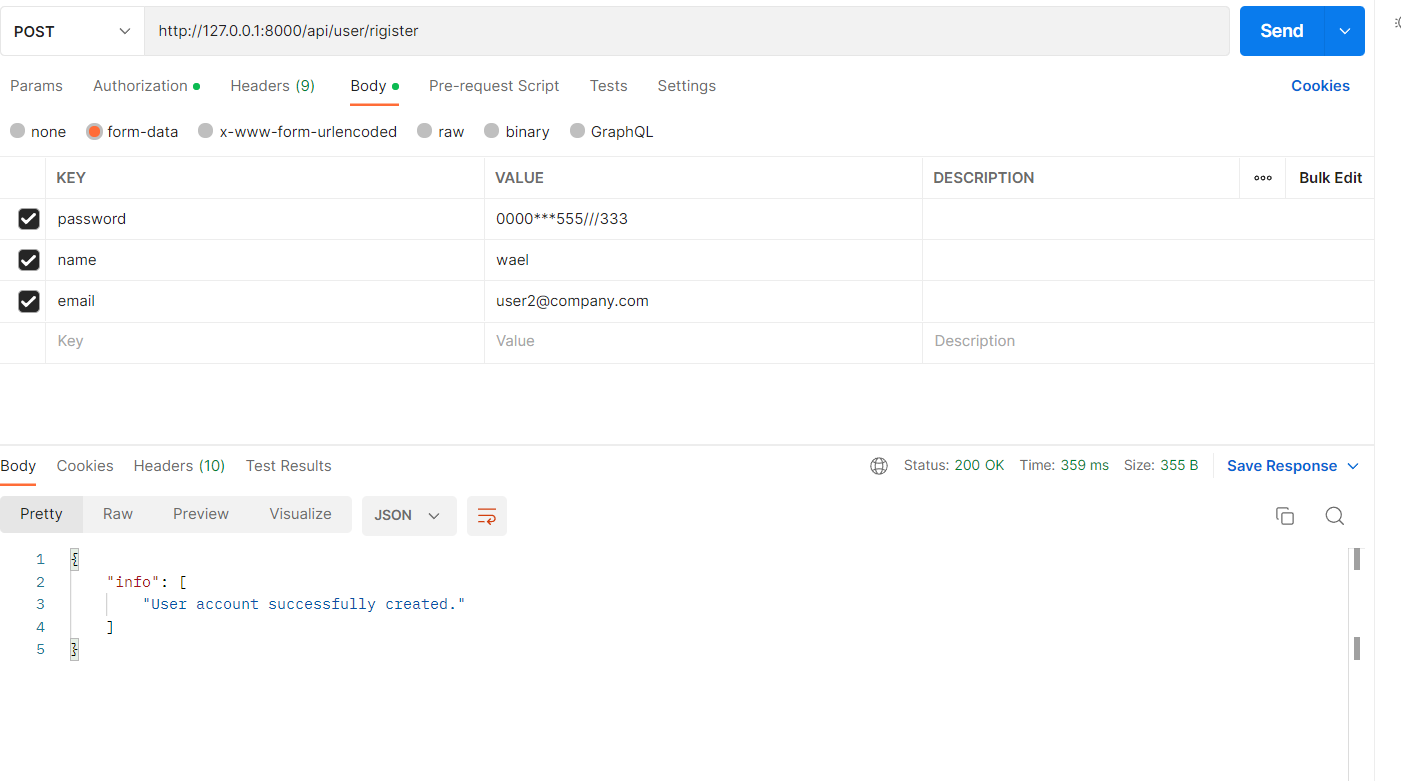 POST http://127.0.0.1:8000/api/user/rigister Send
Params Authorization Headers (9) Body Pre-request Script Tests Settings Cookies
none form-data x-www-form-urlencoded raw binary GraphQL
KEY VALUE DESCRIPTION Bulk Edit
password 0000***555///333
name wael
email user2@company.com
Key Value Description
Body Cookies Headers (10) Test Results Status: 200 OK Time: 359 ms Size: 355 B Save Response
Pretty Raw Preview Visualize JSON
1 {
2 "info": [
3 "User account successfully created."
4 ]
5 }